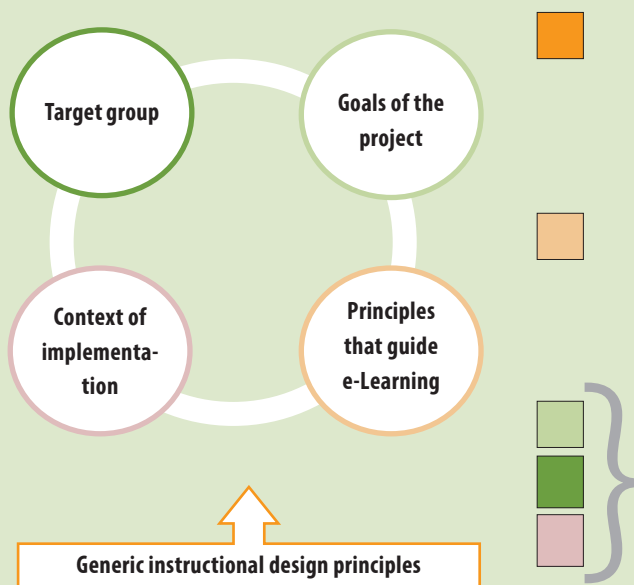 Target group
Goals of the
project
Context of
implementa-
tion
Principles
that guide
e-Learning
Generic instructional design principles